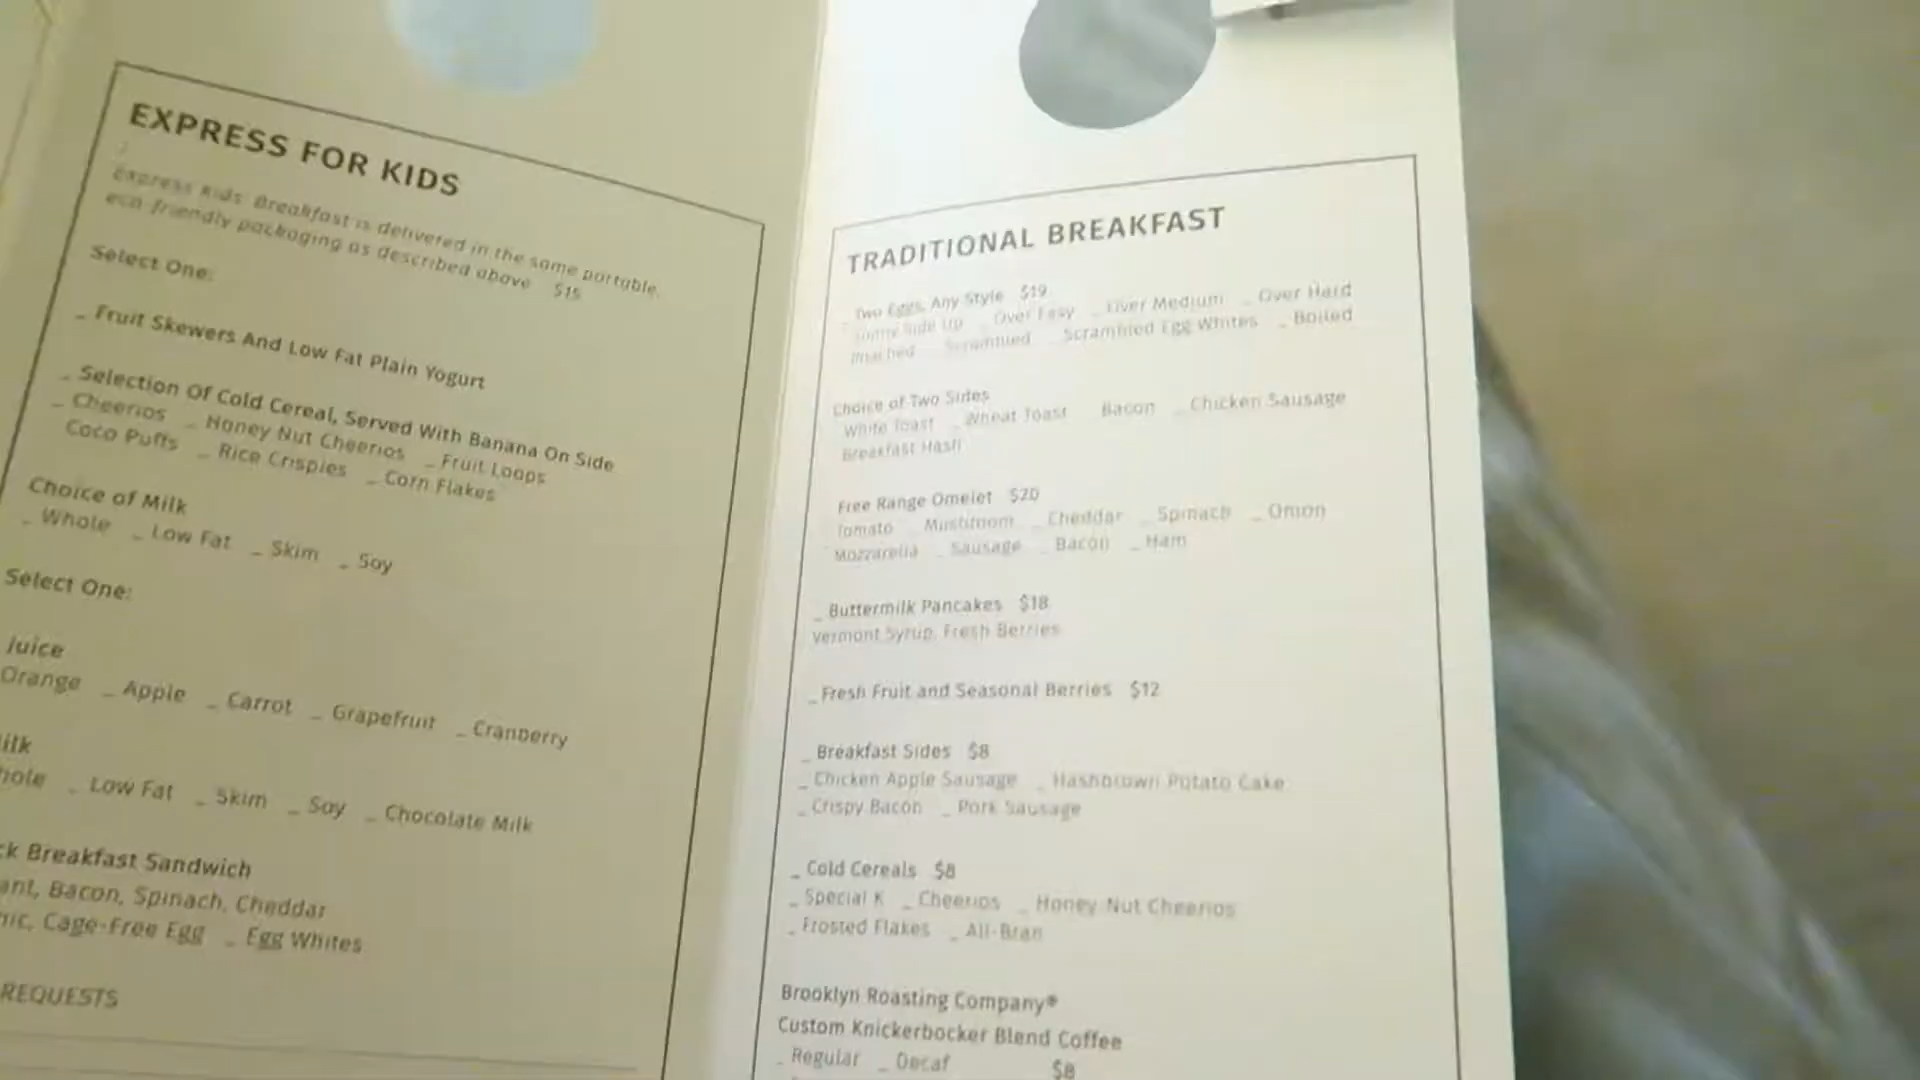 EXPRESS FOR KIDS
Express Kids Breakfast is delivered in the same portable,
eco friendly packaging as described above $15
Select One:
_ Fruit Skewers And Low Fat Plain Yogurt
_ Selection Of Cold Cereal, Served With Banana On Side
_ Cheerios _ Honey Nut Cheerios _ Fruit Loops
Coco Puffs _ Rice Crispies _ Corn Flakes
Choice of Milk
_ Whole _ Low Fat _ Skim _ Soy
Select One:
Juice
Orange _ Apple _ Carrot _ Grapefruit _ Cranberry
ilk
hole _ Low Fat _ Skim _ Soy _ Chocolate Milk
ck Breakfast Sandwich
ant, Bacon, Spinach, Cheddar
nic, Cage-Free Egg _ Egg Whites
REQUESTS
TRADITIONAL BREAKFAST
Two Eggs, Any Style $19
Sunny Side Up _ Over Easy _ Over Medium _ Over Hard
Poached _ Scrambled _ Scrambled Egg Whites _ Boiled
Choice of Two Sides
White Toast _ Wheat Toast _ Bacon _ Chicken Sausage
Breakfast Hash
Free Range Omelet $20
Tomato _ Mushroom _ Cheddar _ Spinach _ Onion
Mozzarella _ Sausage _ Bacon _ Ham
_ Buttermilk Pancakes $18
Vermont Syrup, Fresh Berries
_ Fresh Fruit and Seasonal Berries $12
_ Breakfast Sides $8
_ Chicken Apple Sausage _ Hashbrown Potato Cake
_ Crispy Bacon _ Pork Sausage
_ Cold Cereals $8
_ Special K _ Cheerios _ Honey Nut Cheerios
_ Frosted Flakes _ All-Bran
Brooklyn Roasting Company®
Custom Knickerbocker Blend Coffee
_ Regular _ Decaf $8